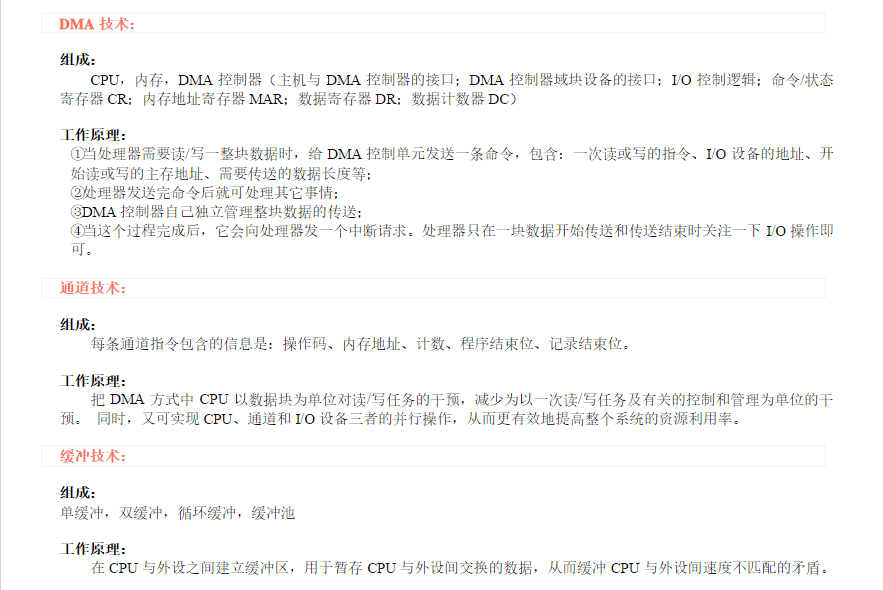 DMA 技术：
组成：
CPU，内存，DMA 控制器（主机与 DMA 控制器的接口；DMA 控制器域块设备的接口；I/O 控制逻辑；命令/状态
寄存器 CR；内存地址寄存器 MAR；数据寄存器 DR；数据计数器 DC）
工作原理：
①当处理器需要读/写一整块数据时，给 DMA 控制单元发送一条命令，包含：一次读或写的指令、I/O 设备的地址、开
始读或写的主存地址、需要传送的数据长度等；
②处理器发送完命令后就可处理其它事情；
③DMA 控制器自己独立管理整块数据的传送；
④当这个过程完成后，它会向处理器发一个中断请求。处理器只在一块数据开始传送和传送结束时关注一下 I/O 操作即
可。
通道技术：
组成：
每条通道指令包含的信息是：操作码、内存地址、计数、程序结束位、记录结束位。
工作原理：
把 DMA 方式中 CPU 以数据块为单位对读/写任务的干预，减少为以一次读/写任务及有关的控制和管理为单位的干
预。 同时，又可实现 CPU、通道和 I/O 设备三者的并行操作，从而更有效地提高整个系统的资源利用率。
缓冲技术：
组成：
单缓冲，双缓冲，循环缓冲，缓冲池
工作原理：
在 CPU 与外设之间建立缓冲区，用于暂存 CPU 与外设间交换的数据，从而缓冲 CPU 与外设间速度不匹配的矛盾。